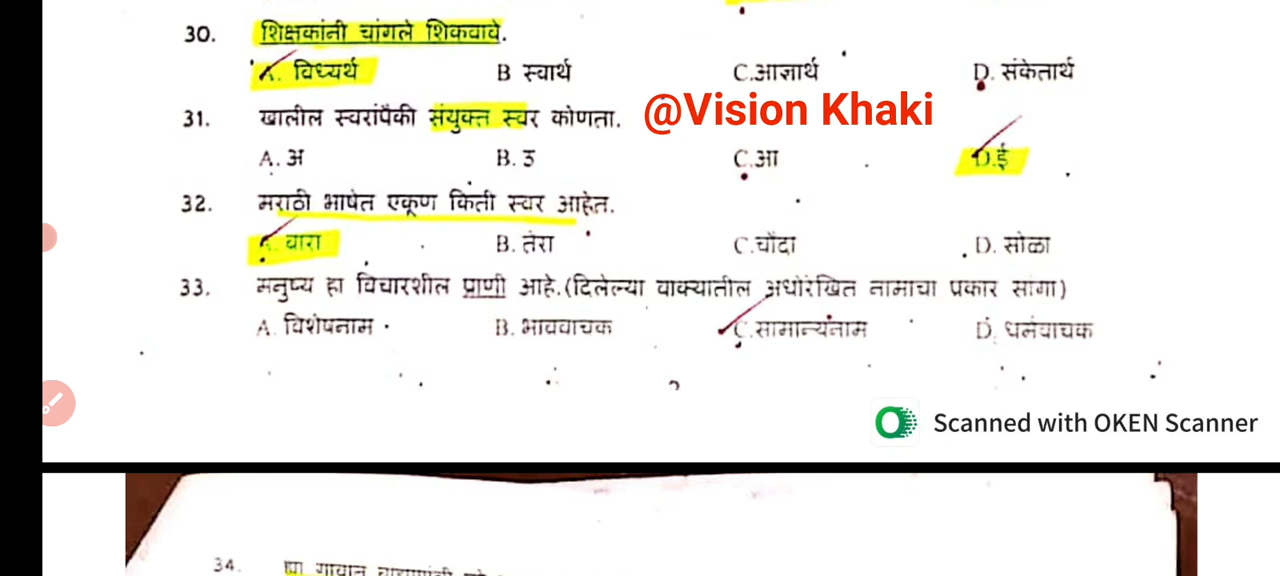 30. शिक्षकांनी चांगले शिकवावे.
A. विध्यर्थ B स्वार्थ C.आज्ञार्थ D. संकेतार्थ
31. खालील स्वरांपैकी संयुक्त स्वर कोणता.
@Vision Khaki
A. अ B. उ C.आ D.ई
32. मराठी भाषेत एकूण किती स्वर आहेत.
A. बारा B. तेरा C.चौदा D. सोळा
33. मनुष्य हा विचारशील प्राणी आहे.(दिलेल्या वाक्यातील अधोरेखित नामाचा प्रकार सांगा)
A. विशेषनाम B. भाववाचक C.सामान्यनाम D. धर्मवाचक
Scanned with OKEN Scanner
34.